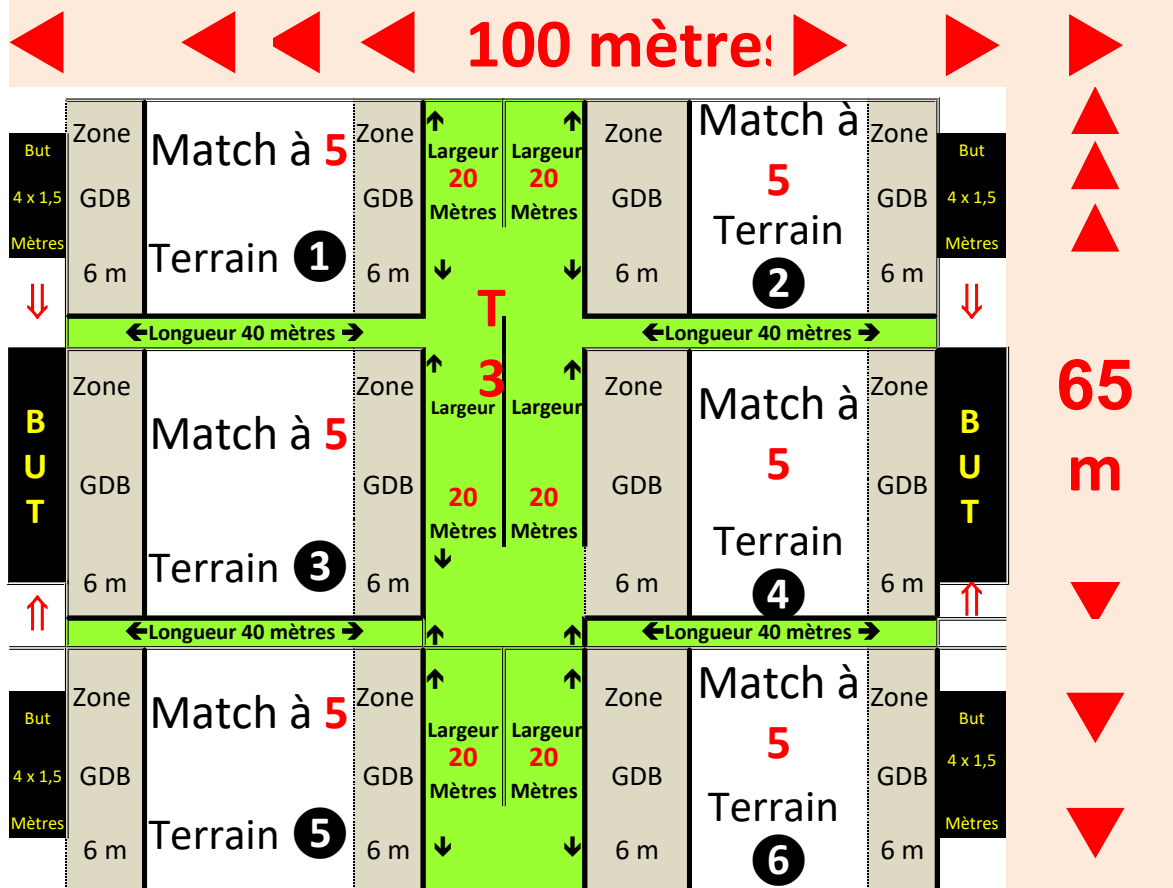 100 mètres
But
4 x 1,5
Mètres
Zone
GDB
6 m
Match à 5
Terrain 1
Zone
GDB
6 m
Largeur
20
Mètres
Largeur
20
Mètres
Zone
GDB
6 m
Match à
5
Terrain
2
Zone
GDB
6 m
But
4 x 1,5
Mètres
T
3
Longueur 40 mètres
Longueur 40 mètres
65
m
B
U
T
Zone
GDB
6 m
Match à 5
Terrain 3
Zone
GDB
6 m
Largeur
20
Mètres
Largeur
20
Mètres
Zone
GDB
6 m
Match à
5
Terrain
4
Zone
GDB
6 m
B
U
T
Longueur 40 mètres
Longueur 40 mètres
But
4 x 1,5
Mètres
Zone
GDB
6 m
Match à 5
Terrain 5
Zone
GDB
6 m
Largeur
20
Mètres
Largeur
20
Mètres
Zone
GDB
6 m
Match à
5
Terrain
6
Zone
GDB
6 m
But
4 x 1,5
Mètres